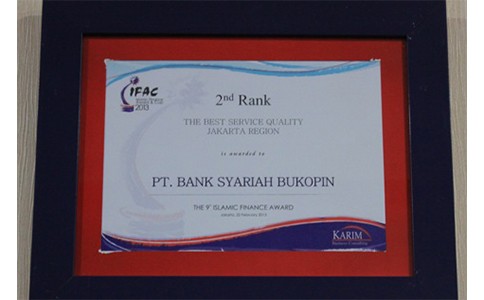 IFAC
2013
2nd Rank
THE BEST SERVICE QUALITY
JAKARTA REGION
is awarded to
PT. BANK SYARIAH BUKOPIN
THE 9th ISLAMIC FINANCE AWARD
KARIM